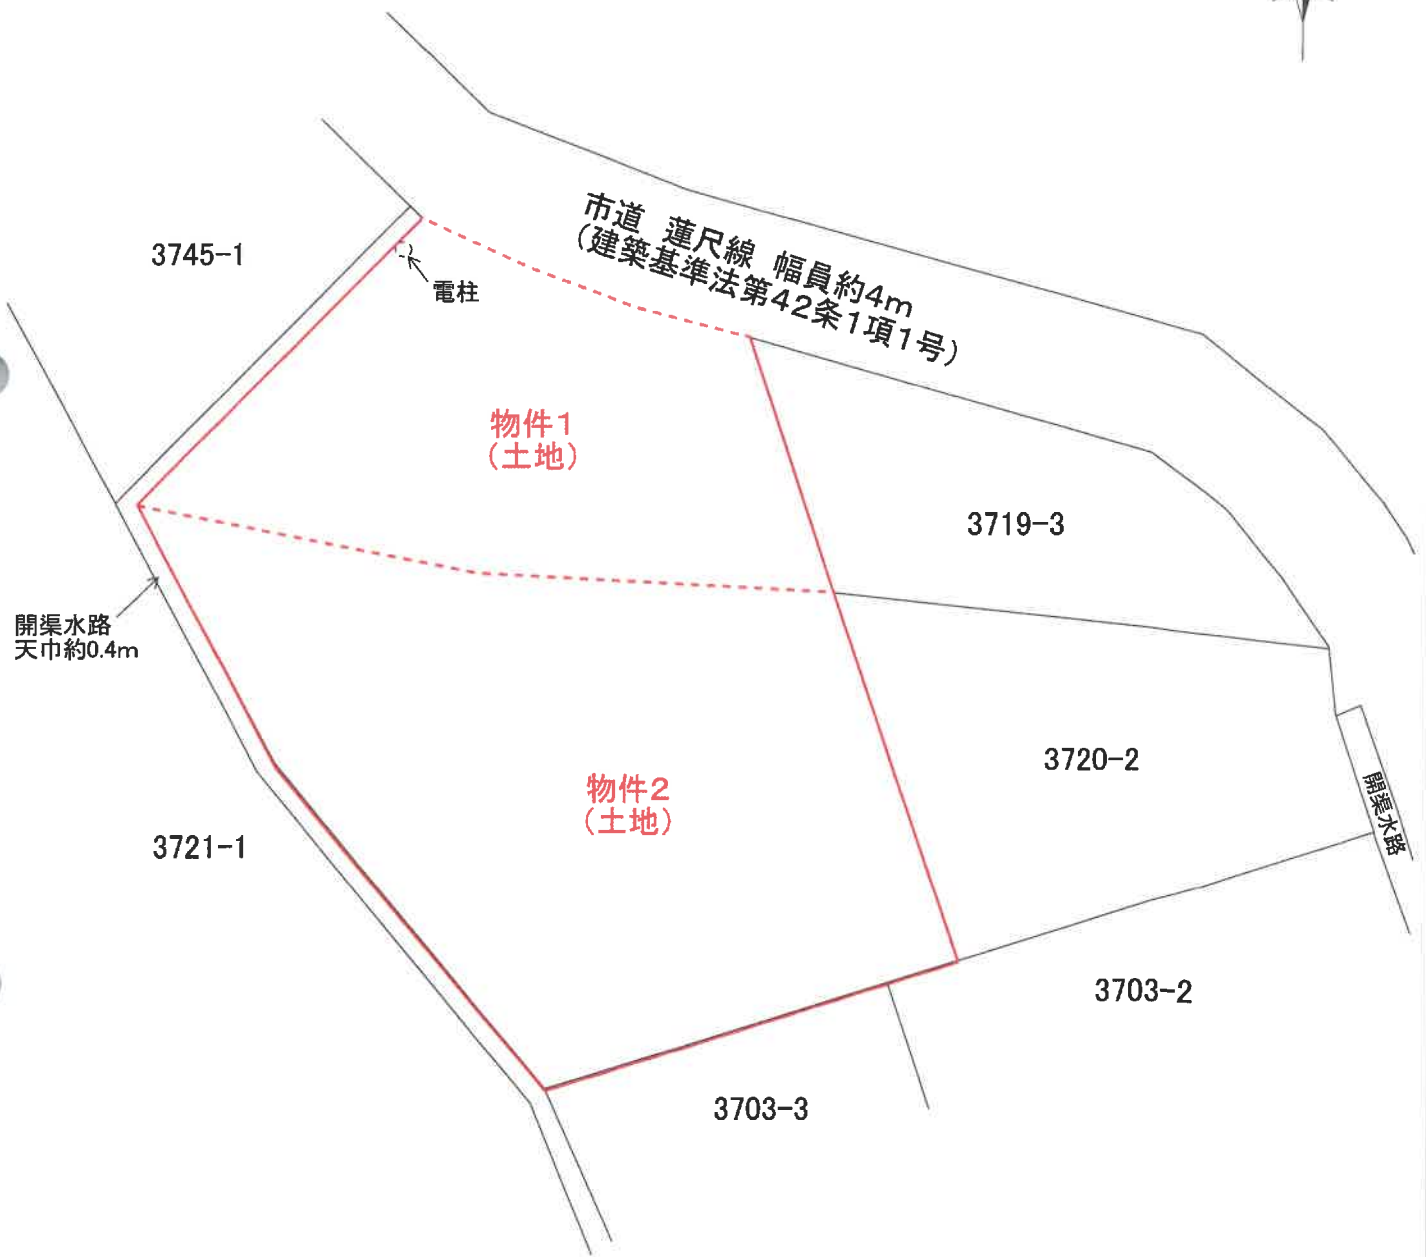 市道 蓮尺線 幅員約4m
（建築基準法第42条1項1号）
3745-1
電柱
物件1
（土地）
3719-3
開渠水路
天巾約0.4m
3720-2
物件2
（土地）
開渠水路
3721-1
3703-2
3703-3